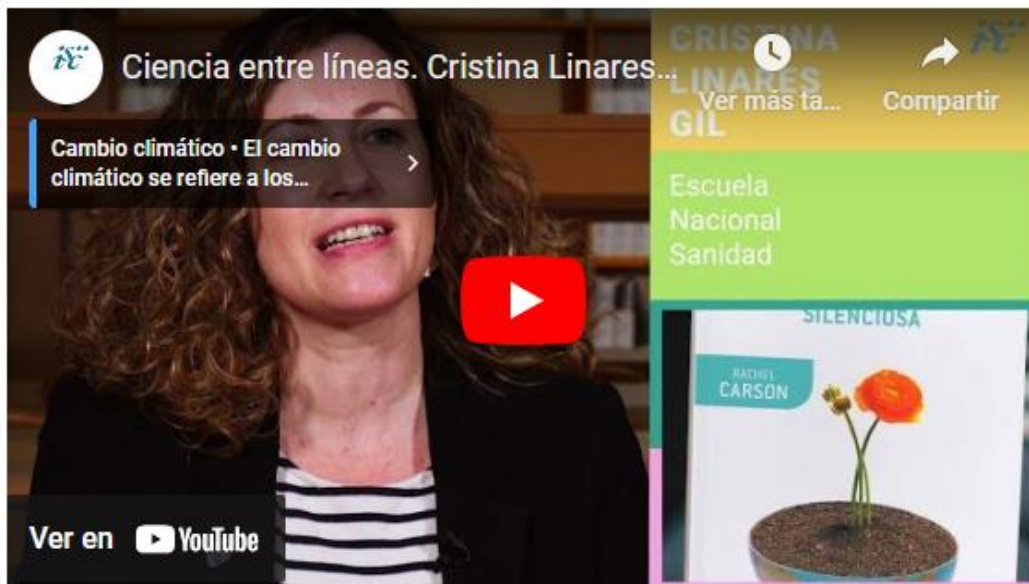 Ciencia entre líneas. Cristina Linares...
CRISTINA
LINARES
GIL
Ver más ta...
Compartir
Cambio climático • El cambio
climático se refiere a los...
Escuela
Nacional
Sanidad
SILENCIOSA
RACHEL
CARSON
Ver en YouTube